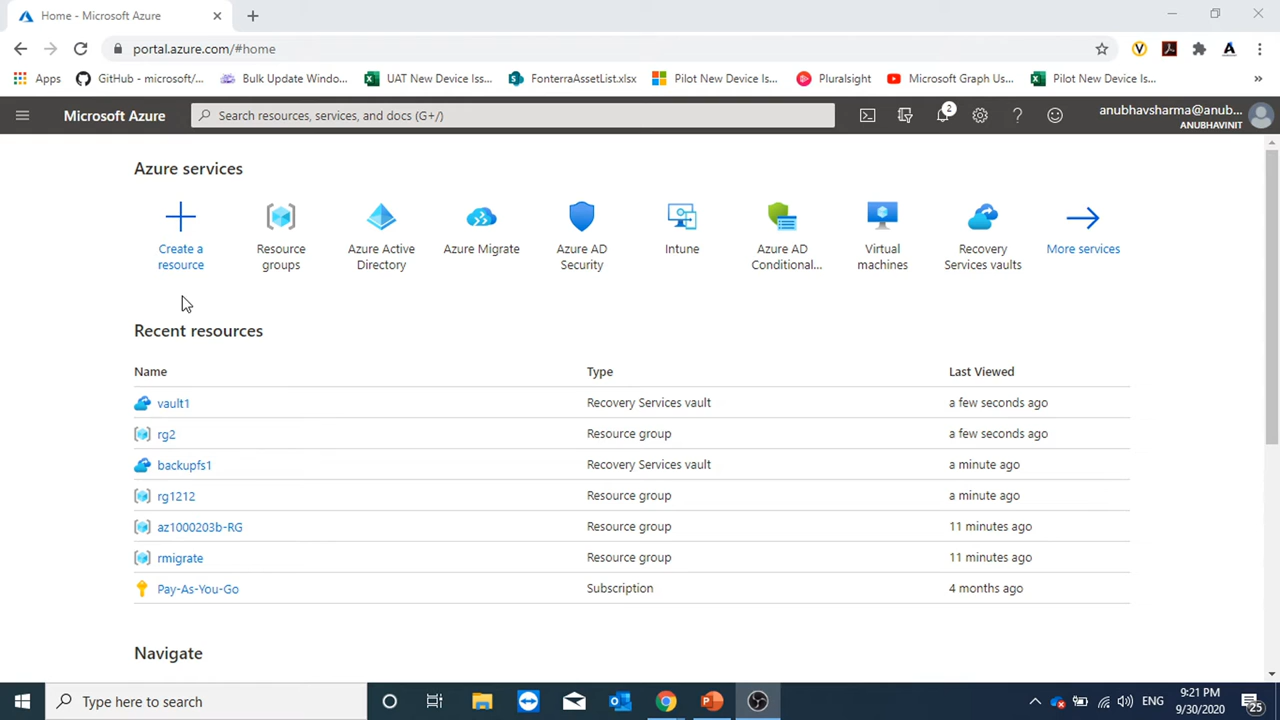 Home - Microsoft Azure
portal.azure.com/#home
Apps GitHub - microsoft/... Bulk Update Windo... UAT New Device Iss... FonterraAssetList.xlsx Pilot New Device Is... Pluralsight Microsoft Graph Us... Pilot New Device Is... »
Microsoft Azure Search resources, services, and docs (G+/) 2 anubhavsharma@anub...
ANUBHAVINIT
Azure services
Create a resource
Resource groups
Azure Active Directory
Azure Migrate
Azure AD Security
Intune
Azure AD Conditional...
Virtual machines
Recovery Services vaults
More services
Recent resources
Name Type Last Viewed
vault1 Recovery Services vault a few seconds ago
rg2 Resource group a few seconds ago
backupfs1 Recovery Services vault a minute ago
rg1212 Resource group a minute ago
az1000203b-RG Resource group 11 minutes ago
rmigrate Resource group 11 minutes ago
Pay-As-You-Go Subscription 4 months ago
Navigate
Type here to search ENG 9:21 PM
9/30/2020 25